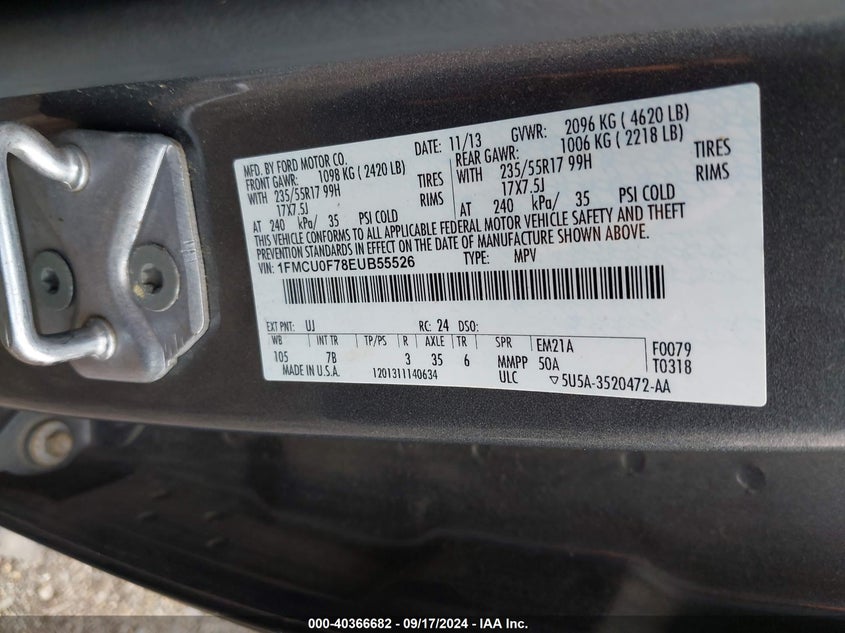 MFD. BY FORD MOTOR CO.
DATE: 11/13 GVWR: 2096 KG ( 4620 LB)
FRONT GAWR: 1098 KG ( 2420 LB) REAR GAWR: 1006 KG ( 2218 LB)
WITH 235/55R17 99H TIRES WITH 235/55R17 99H TIRES
17X7.5J RIMS 17X7.5J RIMS
AT 240 kPa/ 35 PSI COLD AT 240 kPa/ 35 PSI COLD
THIS VEHICLE CONFORMS TO ALL APPLICABLE FEDERAL MOTOR VEHICLE SAFETY AND THEFT
PREVENTION STANDARDS IN EFFECT ON THE DATE OF MANUFACTURE SHOWN ABOVE.
VIN: 1FMCU0F78EUB55526 TYPE: MPV
EXT PNT: UJ RC: 24 DSO:
WB INT TR TP/PS R AXLE TR SPR EM21A F0079
105 7B 3 35 6 MMPP 50A T0318
MADE IN U.S.A. 1201311140634 ULC ▽5U5A-3520472-AA
000-40366682 - 09/17/2024 - IAA Inc.